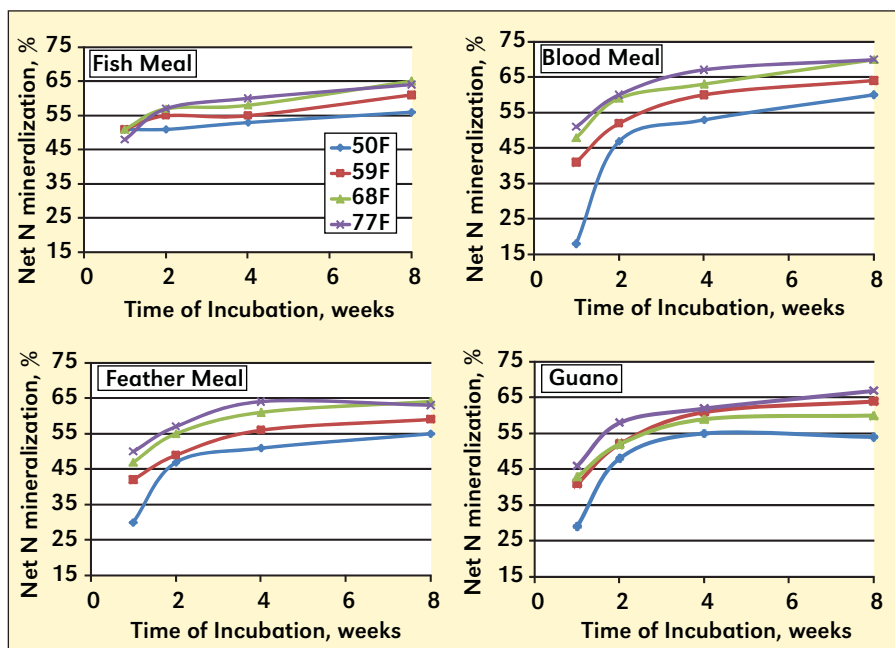 Fish Meal
Net N mineralization, %
75
65
55
45
35
25
15
50F
59F
68F
77F
0 2 4 6 8
Time of Incubation, weeks
Blood Meal
Net N mineralization, %
75
65
55
45
35
25
15
0 2 4 6 8
Time of Incubation, weeks
Feather Meal
Net N mineralization, %
75
65
55
45
35
25
15
0 2 4 6 8
Time of Incubation, weeks
Guano
Net N mineralization, %
75
65
55
45
35
25
15
0 2 4 6 8
Time of Incubation, weeks